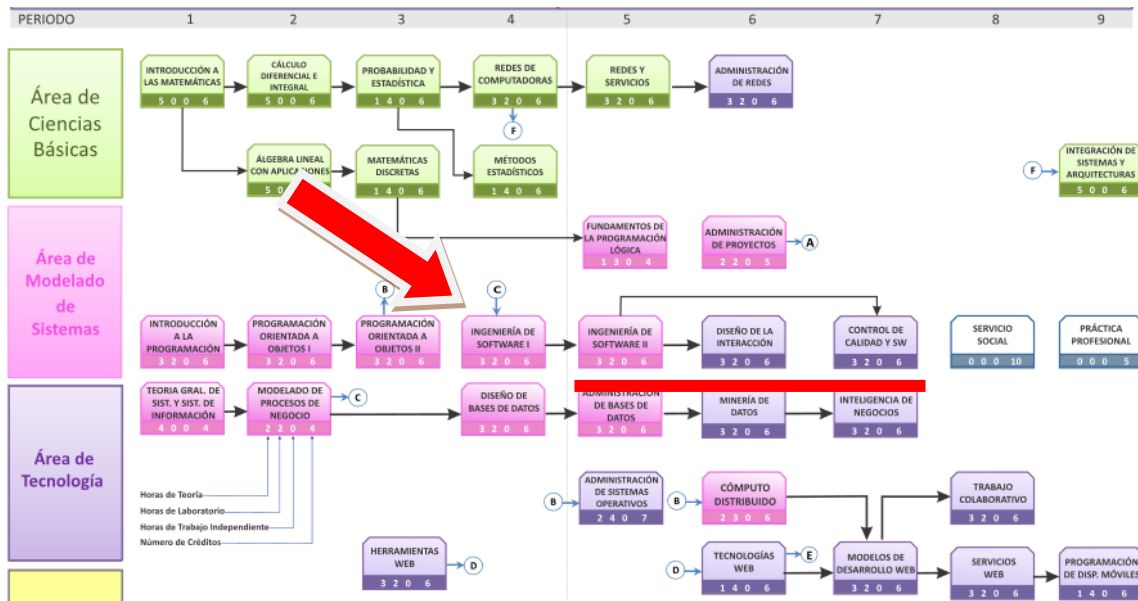 PERIODO 1 2 3 4 5 6 7 8 9
Área de
Ciencias
Básicas
INTRODUCCIÓN A
LAS MATEMÁTICAS
5 0 0 6
CÁLCULO
DIFERENCIAL E
INTEGRAL
5 0 0 6
PROBABILIDAD Y
ESTADÍSTICA
1 4 0 6
REDES DE
COMPUTADORAS
3 2 0 6
F
REDES Y
SERVICIOS
3 2 0 6
ADMINISTRACIÓN
DE REDES
3 2 0 6
ÁLGEBRA LINEAL
CON APLICACIONES
5 0
MATEMÁTICAS
DISCRETAS
1 4 0 6
MÉTODOS
ESTADÍSTICOS
1 4 0 6
F
INTEGRACIÓN DE
SISTEMAS Y
ARQUITECTURAS
5 0 0 6
Área de
Modelado
de
Sistemas
FUNDAMENTOS DE
LA PROGRAMACIÓN
LÓGICA
1 3 0 4
ADMINISTRACIÓN
DE PROYECTOS
2 2 0 5
A
B
C
INTRODUCCIÓN
A LA
PROGRAMACIÓN
3 2 0 6
PROGRAMACIÓN
ORIENTADA A
OBJETOS I
3 2 0 6
PROGRAMACIÓN
ORIENTADA A
OBJETOS II
3 2 0 6
INGENIERÍA DE
SOFTWARE I
3 2 0 6
INGENIERÍA DE
SOFTWARE II
3 2 0 6
DISEÑO DE LA
INTERACCIÓN
3 2 0 6
CONTROL DE
CALIDAD Y SW
3 2 0 6
SERVICIO
SOCIAL
0 0 0 10
PRÁCTICA
PROFESIONAL
0 0 0 5
Área de
Tecnología
TEORIA GRAL. DE
SIST. Y SIST. DE
INFORMACIÓN
4 0 0 4
MODELADO DE
PROCESOS DE
NEGOCIO
2 2 0 4
C
DISEÑO DE
BASES DE DATOS
3 2 0 6
ADMINISTRACIÓN
DE BASES DE
DATOS
3 2 0 6
MINERÍA DE
DATOS
3 2 0 6
INTELIGENCIA DE
NEGOCIOS
3 2 0 6
Horas de Teoría
Horas de Laboratorio
Horas de Trabajo Independiente
Número de Créditos
B
ADMINISTRACIÓN
DE SISTEMAS
OPERATIVOS
2 4 0 7
B
CÓMPUTO
DISTRIBUIDO
2 3 0 6
TRABAJO
COLABORATIVO
3 2 0 6
HERRAMIENTAS
WEB
3 2 0 6
D
D
TECNOLOGÍAS
WEB
1 4 0 6
E
MODELOS DE
DESARROLLO WEB
3 2 0 6
SERVICIOS
WEB
3 2 0 6
PROGRAMACIÓN
DE DISP. MÓVILES
1 4 0 6